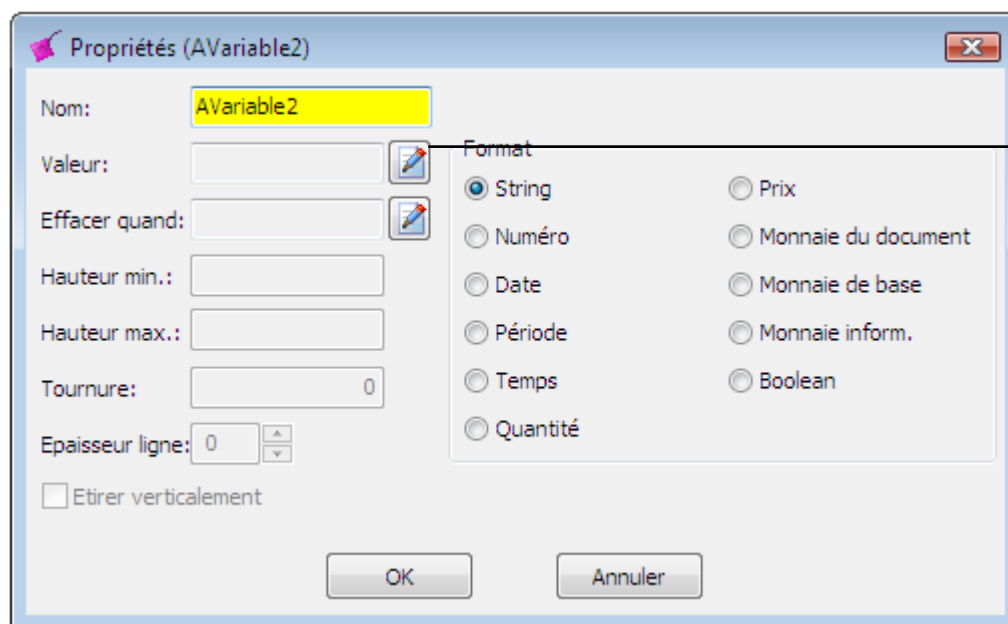 Propriétés (AVariable2)
Nom: AVariable2
Valeur:
Effacer quand:
Hauteur min.:
Hauteur max.:
Tournure: 0
Epaisseur ligne: 0
Etirer verticalement
Format
String
Prix
Numéro
Monnaie du document
Date
Monnaie de base
Période
Monnaie inform.
Temps
Boolean
Quantité
OK
Annuler